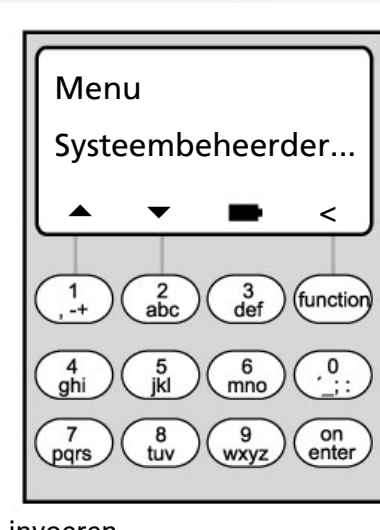 Menu
Systeembeheerder...
<
1 2 3 function
, -+ abc def
4 5 6 0
ghi jkl mno ´_;:
7 8 9 on
pqrs tuv wxyz enter
invoeren